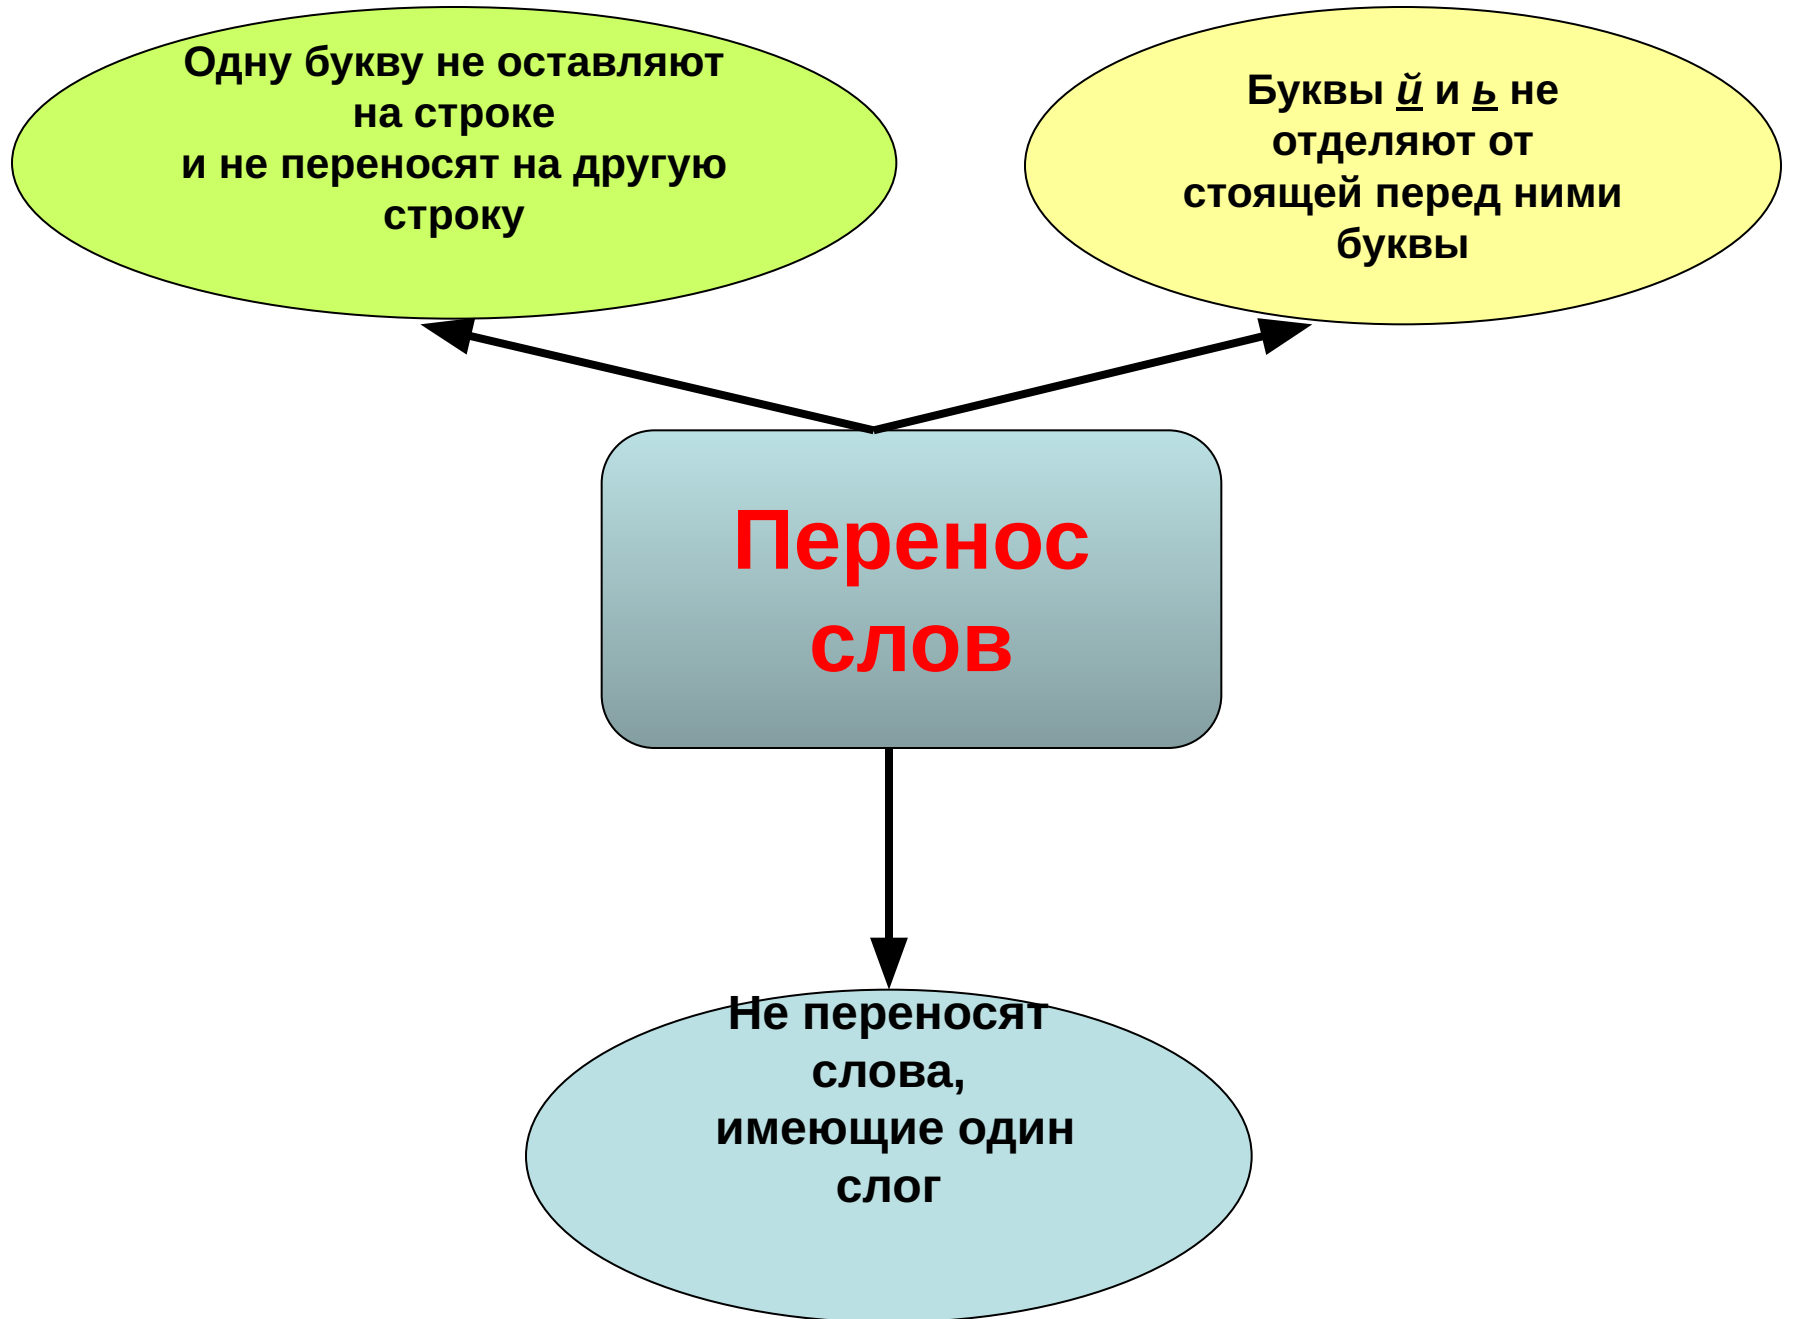 Одну букву не оставляют
на строке
и не переносят на другую
строку
Буквы й и ь не
отделяют от
стоящей перед ними
буквы
Перенос
слов
Не переносят
слова,
имеющие один
слог